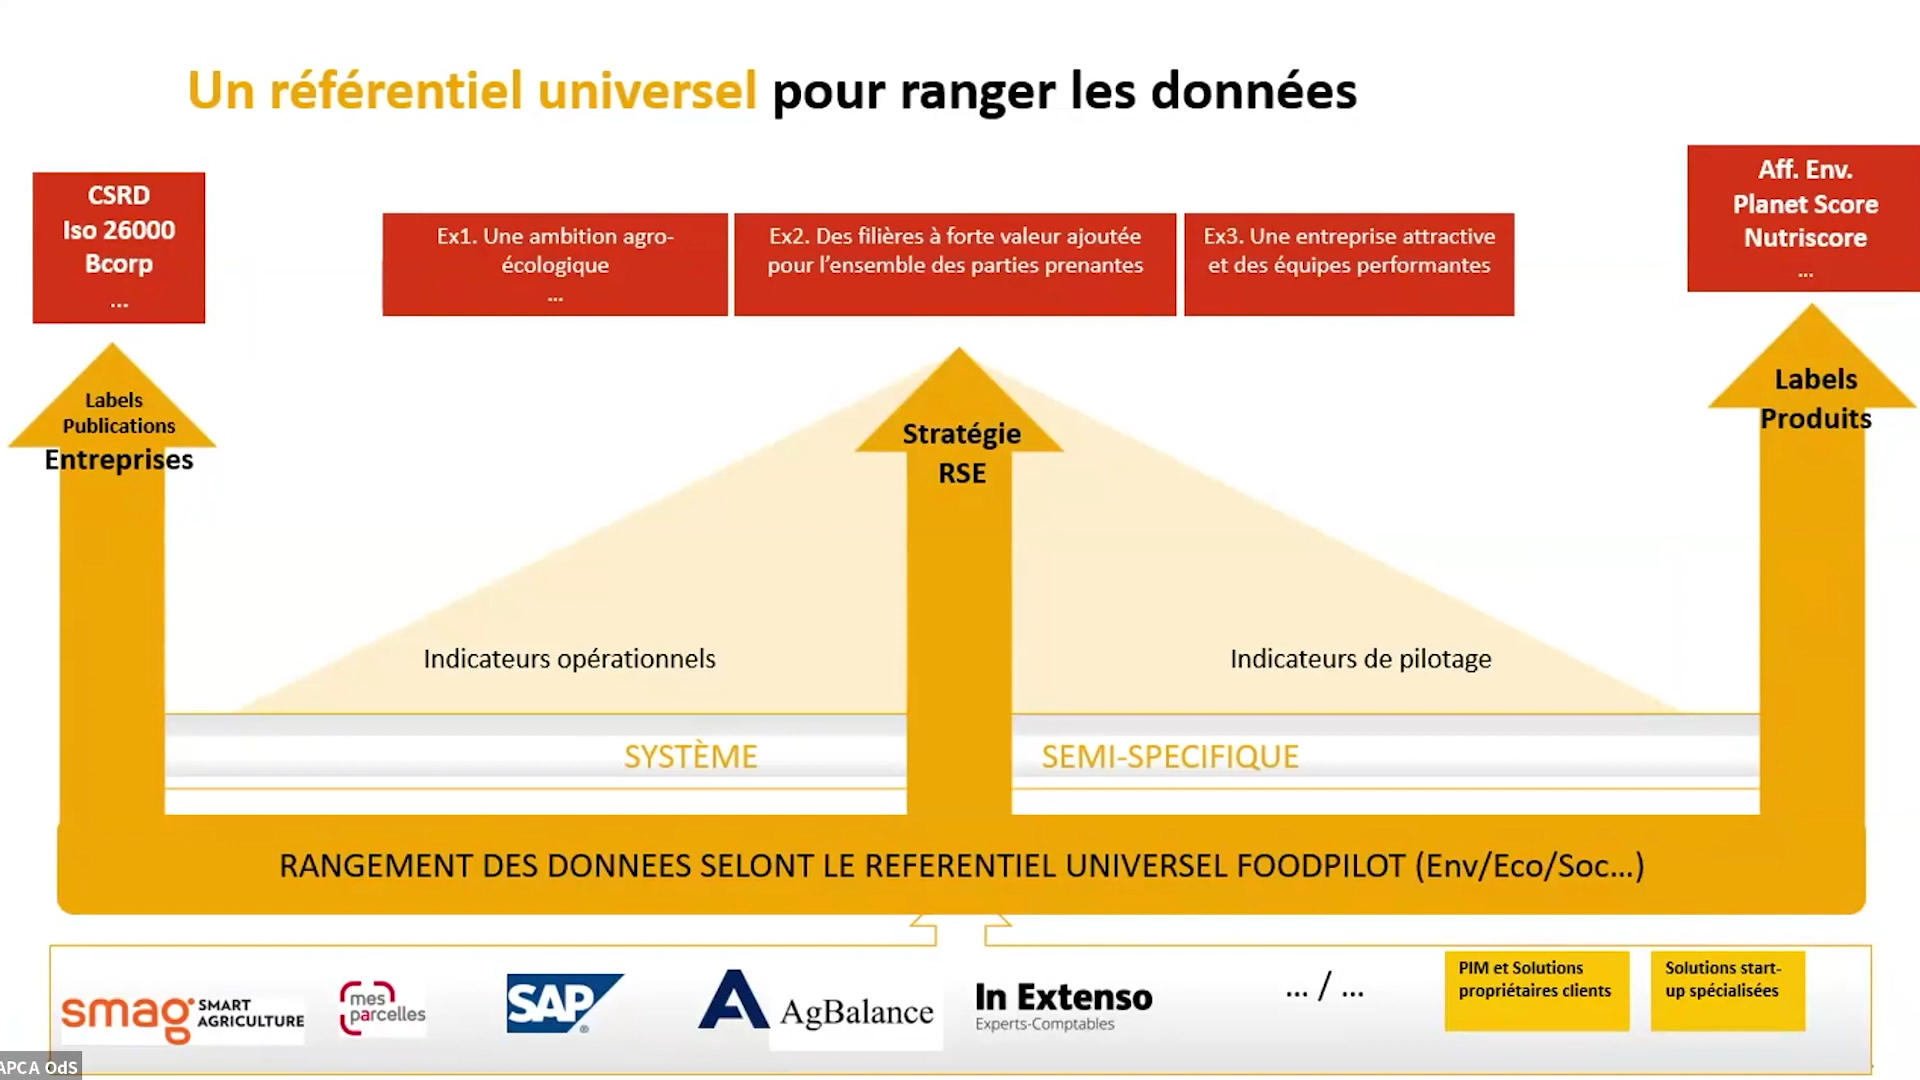 Un référentiel universel pour ranger les données
CSRD
Iso 26000
Bcorp
...
Ex1. Une ambition agro-
écologique
...
Ex2. Des filières à forte valeur ajoutée
pour l'ensemble des parties prenantes
Ex3. Une entreprise attractive
et des équipes performantes
Aff. Env.
Planet Score
Nutriscore
...
Labels
Publications
Entreprises
Stratégie
RSE
Labels
Produits
Indicateurs opérationnels
Indicateurs de pilotage
SYSTÈME
SEMI-SPECIFIQUE
RANGEMENT DES DONNEES SELONT LE REFERENTIEL UNIVERSEL FOODPILOT (Env/Eco/Soc...)
smag SMART
AGRICULTURE
mes
parcelles
SAP
®
A AgBalance
In Extenso
Experts-Comptables
... / ...
PIM et Solutions
propriétaires clients
Solutions start-
up spécialisées
APCA OdS